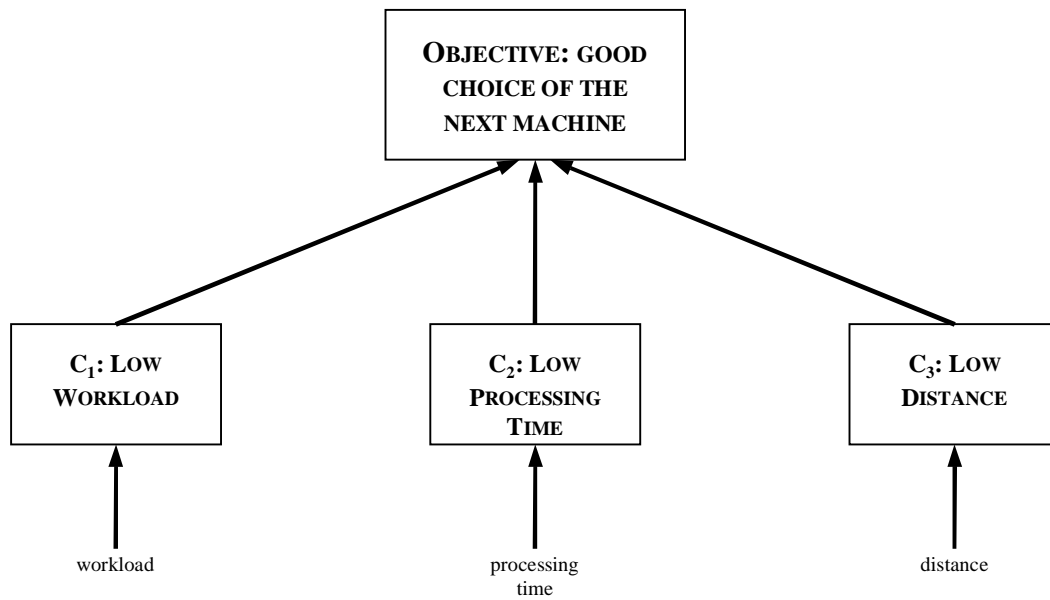 OBJECTIVE: GOOD
CHOICE OF THE
NEXT MACHINE
C₁: LOW
WORKLOAD
C₂: LOW
PROCESSING
TIME
C₃: LOW
DISTANCE
workload
processing
time
distance